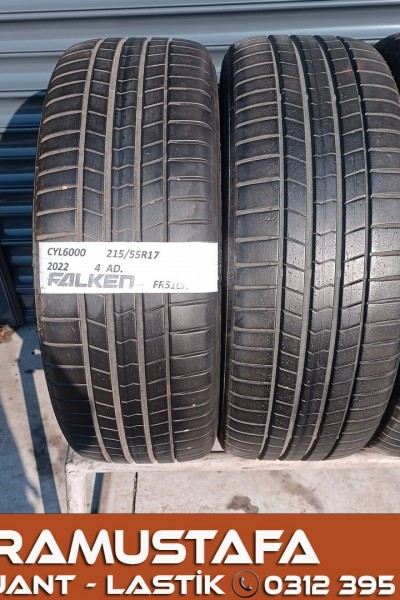 CYL6000 215/55R17
2022 4 AD.
FALKEN
RAMUSTAFA
JANT - LASTİK 0312 395